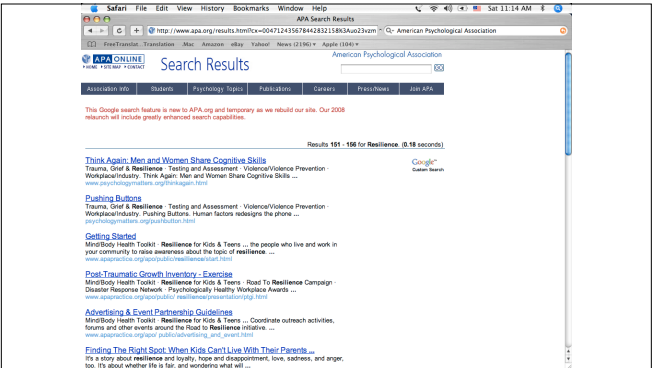 Safari File Edit View History Bookmarks Window Help Sat 11:14 AM
APA Search Results
http://www.apa.org/results.html?cx=004712435678442832158%3Auo23vzm
American Psychological Association
FreeTranslat..Translation .Mac Amazon eBay Yahoo! News (2196) Apple (104)
APA ONLINE
HOME SITE MAP CONTACT
Search Results
American Psychological Association
GO
Association Info Students Psychology Topics Publications Careers Press/News Join APA
This Google search feature is new to APA.org and temporary as we rebuild our site. Our 2008
relaunch will include greatly enhanced search capabilities.
Results 151 - 156 for Resilience. (0.18 seconds)
Google™
Custom Search
Think Again: Men and Women Share Cognitive Skills
Trauma, Grief & Resilience · Testing and Assessment · Violence/Violence Prevention ·
Workplace/Industry. Think Again: Men and Women Share Cognitive Skills ...
www.psychologymatters.org/thinkagain.html
Pushing Buttons
Trauma, Grief & Resilience · Testing and Assessment · Violence/Violence Prevention ·
Workplace/Industry. Pushing Buttons. Human factors redesigns the phone ...
psychologymatters.org/pushbutton.html
Getting Started
Mind/Body Health Toolkit · Resilience for Kids & Teens ... the people who live and work in
your community to raise awareness about the topic of resilience. ...
www.apapractice.org/apo/public/resillience/start.html
Post-Traumatic Growth Inventory - Exercise
Mind/Body Health Toolkit · Resilience for Kids & Teens · Road To Resilience Campaign ·
Disaster Response Network · Psychologically Healthy Workplace Awards ...
www.apapractice.org/apo/public/ resillience/presentation/ptgi.html
Advertising & Event Partnership Guidelines
Mind/Body Health Toolkit · Resilience for Kids & Teens ... Coordinate outreach activities,
forums and other events around the Road to Resilience initiative. ...
www.apapractice.org/apo/ public/advertising_and_event.html
Finding The Right Spot: When Kids Can't Live With Their Parents ...
It's a story about resilience and loyalty, hope and disappointment, love, sadness, and anger,
too. It's about whether life is fair, and wondering what will ...